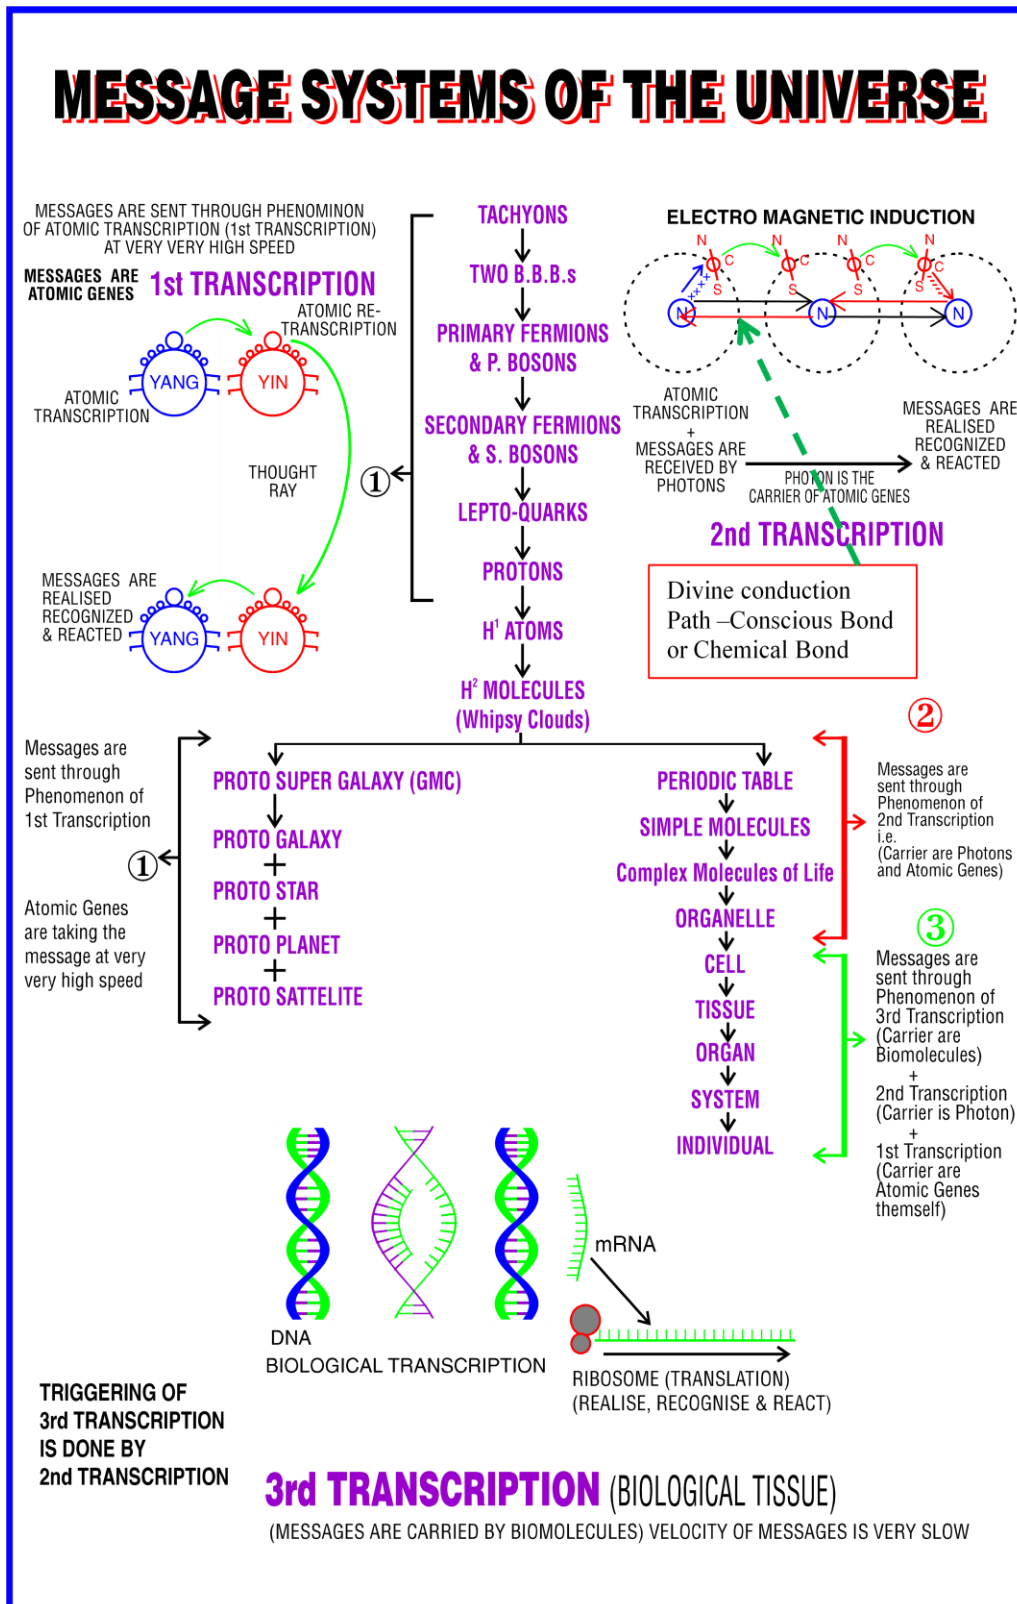 MESSAGE SYSTEMS OF THE UNIVERSE
MESSAGES ARE SENT THROUGH PHENOMINON
OF ATOMIC TRANSCRIPTION (1st TRANSCRIPTION)
AT VERY VERY HIGH SPEED
MESSAGES ARE
ATOMIC GENES
1st TRANSCRIPTION
ATOMIC RE-
TRANSCRIPTION
YANG
YIN
ATOMIC
TRANSCRIPTION
THOUGHT
RAY
MESSAGES ARE
REALISED
RECOGNIZED
& REACTED
YANG
YIN
1
TACHYONS
TWO B.B.B.s
PRIMARY FERMIONS
& P. BOSONS
SECONDARY FERMIONS
& S. BOSONS
LEPTO-QUARKS
PROTONS
H¹ ATOMS
H² MOLECULES
(Whipsy Clouds)
ELECTRO MAGNETIC INDUCTION
N
N
N
N
C
C
C
C
S
S
S
S
++++
N
N
N
ATOMIC
TRANSCRIPTION
+
MESSAGES ARE
RECEIVED BY
PHOTONS
PHOTON IS THE
CARRIER OF ATOMIC GENES
MESSAGES ARE
REALISED
RECOGNIZED
& REACTED
2nd TRANSCRIPTION
Divine conduction
Path –Conscious Bond
or Chemical Bond
Messages are
sent through
Phenomenon of
1st Transcription
1
Atomic Genes
are taking the
message at very
very high speed
PROTO SUPER GALAXY (GMC)
PROTO GALAXY
+
PROTO STAR
+
PROTO PLANET
+
PROTO SATTELITE
PERIODIC TABLE
SIMPLE MOLECULES
Complex Molecules of Life
ORGANELLE
CELL
TISSUE
ORGAN
SYSTEM
INDIVIDUAL
2
Messages are
sent through
Phenomenon of
2nd Transcription
i.e.
(Carrier are Photons
and Atomic Genes)
3
Messages are
sent through
Phenomenon of
3rd Transcription
(Carrier are
Biomolecules)
+
2nd Transcription
(Carrier is Photon)
+
1st Transcription
(Carrier are
Atomic Genes
themself)
mRNA
DNA
BIOLOGICAL TRANSCRIPTION
RIBOSOME (TRANSLATION)
(REALISE, RECOGNISE & REACT)
TRIGGERING OF
3rd TRANSCRIPTION
IS DONE BY
2nd TRANSCRIPTION
3rd TRANSCRIPTION (BIOLOGICAL TISSUE)
(MESSAGES ARE CARRIED BY BIOMOLECULES) VELOCITY OF MESSAGES IS VERY SLOW